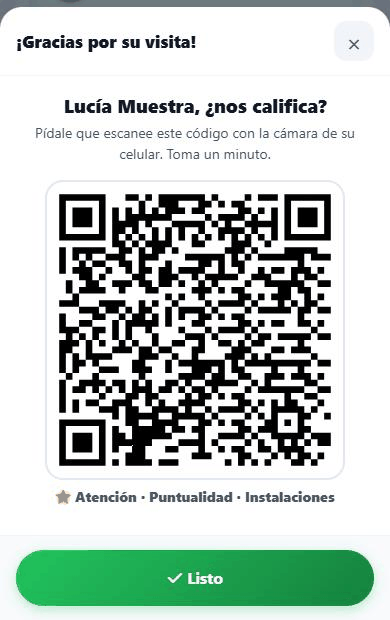 ¡Gracias por su visita!
Lucía Muestra, ¿nos califica?
Pídale que escanee este código con la cámara de su
celular. Toma un minuto.
Atención · Puntualidad · Instalaciones
Listo